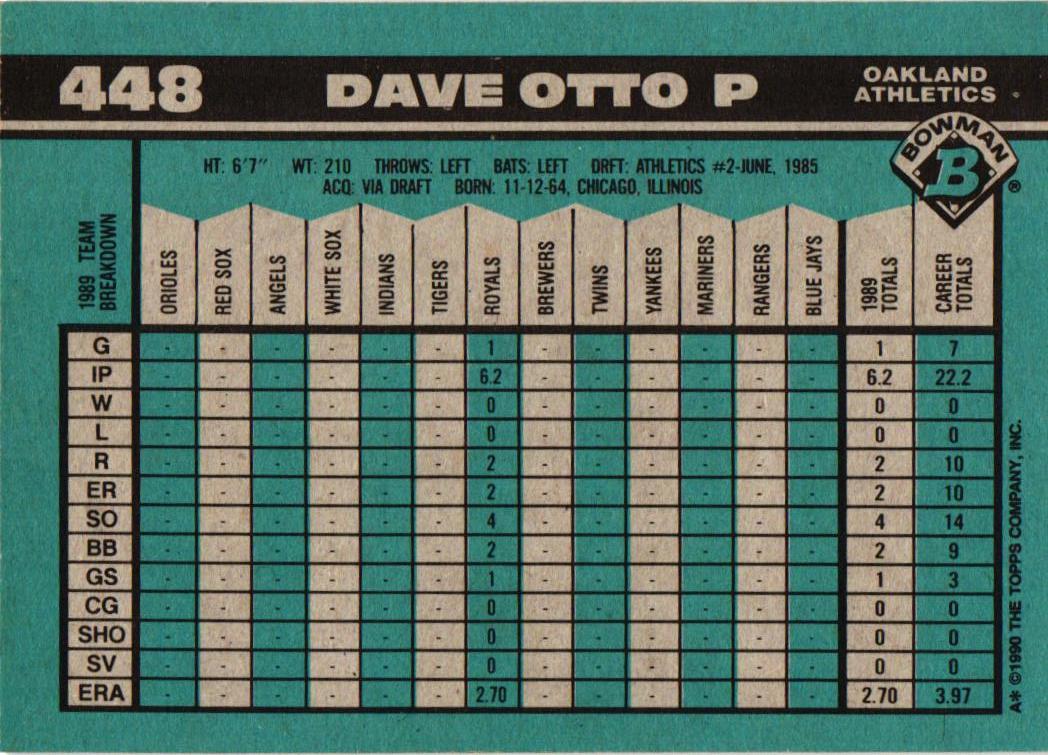 448 DAVE OTTO P OAKLAND
ATHLETICS
BOWMAN
B
®
HT: 6'7" WT: 210 THROWS: LEFT BATS: LEFT DRFT: ATHLETICS #2-JUNE, 1985
ACQ: VIA DRAFT BORN: 11-12-64, CHICAGO, ILLINOIS
1989 TEAM BREAKDOWN ORIOLES RED SOX ANGELS WHITE SOX INDIANS TIGERS ROYALS BREWERS TWINS YANKEES MARINERS RANGERS BLUE JAYS 1989 TOTALS CAREER TOTALS
G - - - - - - 1 - - - - - - 1 7
IP - - - - - - 6.2 - - - - - - 6.2 22.2
W - - - - - - 0 - - - - - - 0 0
L - - - - - - 0 - - - - - - 0 0
R - - - - - - 2 - - - - - - 2 10
ER - - - - - - 2 - - - - - - 2 10
SO - - - - - - 4 - - - - - - 4 14
BB - - - - - - 2 - - - - - - 2 9
GS - - - - - - 1 - - - - - - 1 3
CG - - - - - - 0 - - - - - - 0 0
SHO - - - - - - 0 - - - - - - 0 0
SV - - - - - - 0 - - - - - - 0 0
ERA - - - - - - 2.70 - - - - - - 2.70 3.97
A* ©1990 THE TOPPS COMPANY, INC.